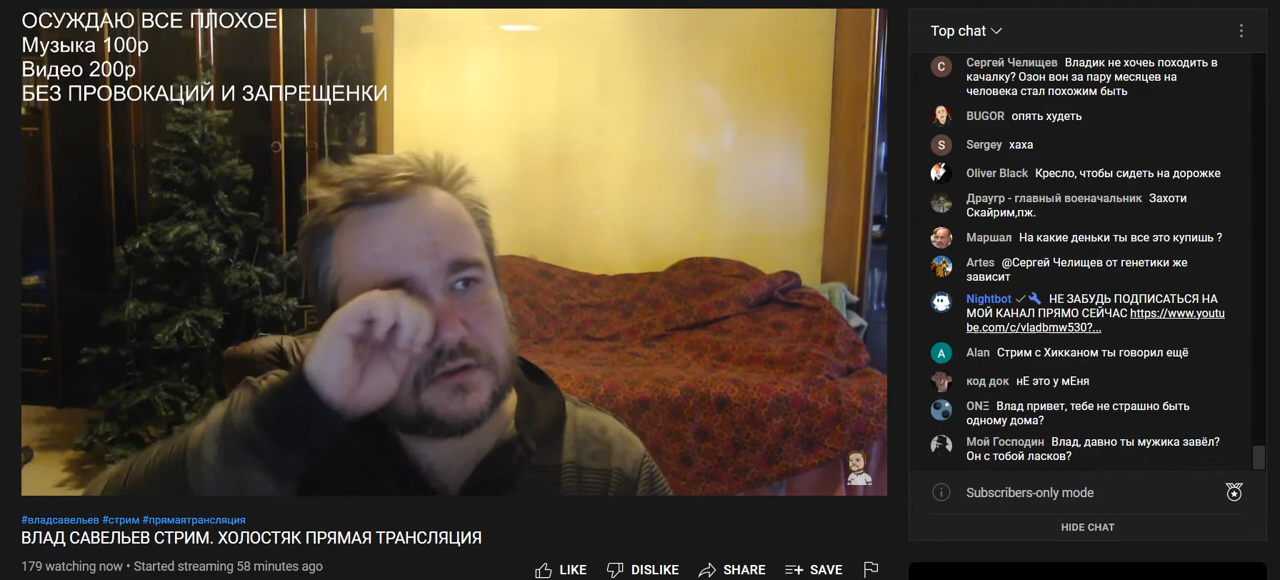 ОСУЖДАЮ ВСЕ ПЛОХОЕ
Музыка 100р
Видео 200р
БЕЗ ПРОВОКАЦИЙ И ЗАПРЕЩЕНКИ
#владсавельев #стрим #прямаятрансляция
ВЛАД САВЕЛЬЕВ СТРИМ. ХОЛОСТЯК ПРЯМАЯ ТРАНСЛЯЦИЯ
179 watching now • Started streaming 58 minutes ago
LIKE DISLIKE SHARE SAVE
Top chat
C Сергей Челищев Владик не хочеь походить в
качалку? Озон вон за пару месяцев на
человека стал похожим быть
BUGOR опять худеть
S Sergey хаха
Oliver Black Кресло, чтобы сидеть на дорожке
Драугр - главный военачальник Захоти
Скайрим,пж.
Маршал На какие деньки ты все это купишь ?
Artes @Сергей Челищев от генетики же
зависит
Nightbot НЕ ЗАБУДЬ ПОДПИСАТЬСЯ НА
МОЙ КАНАЛ ПРЯМО СЕЙЧАС https://www.youtu
be.com/c/vladbmw530?...
A Alan Стрим с Хикканом ты говорил ещё
код док нЕ это у мЕня
ONΞ Влад привет, тебе не страшно быть
одному дома?
Мой Господин Влад, давно ты мужика завёл?
Он с тобой ласков?
Subscribers-only mode
HIDE CHAT